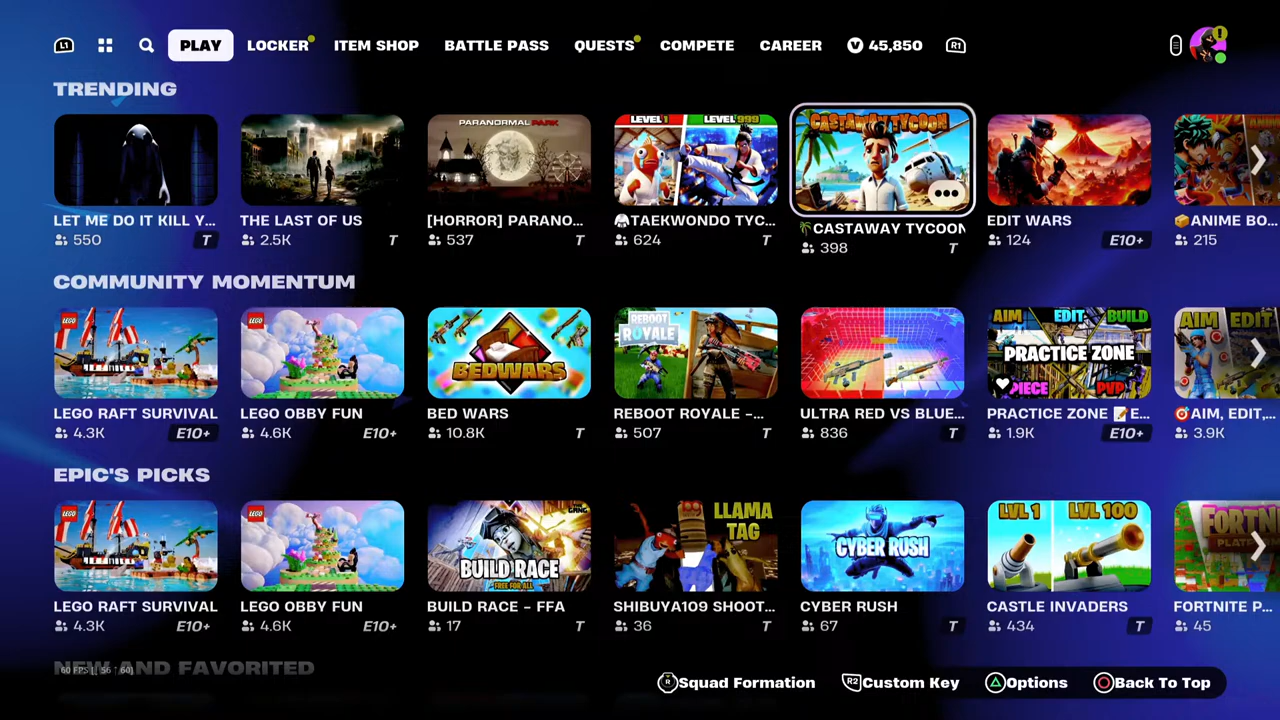 L1 PLAY LOCKER ITEM SHOP BATTLE PASS QUESTS COMPETE CAREER V 45,850 R1
TRENDING
PARANORMAL PARK
LEVEL 1 LEVEL 999
CASTAWAY TYCOON
LET ME DO IT KILL Y... THE LAST OF US [HORROR] PARANO... TAEKWONDO TYC... 🌴CASTAWAY TYCOON EDIT WARS 📦ANIME BO...
550 T 2.5K T 537 T 624 T 398 T 124 E10+ 215
COMMUNITY MOMENTUM
LEGO LEGO BEDWARS REBOOT ROYALE AIM EDIT BUILD PRACTICE ZONE PIECE PVP AIM EDIT
LEGO RAFT SURVIVAL LEGO OBBY FUN BED WARS REBOOT ROYALE -... ULTRA RED VS BLUE... PRACTICE ZONE 📝E... 🎯AIM, EDIT,...
4.3K E10+ 4.6K E10+ 10.8K T 507 T 836 T 1.9K E10+ 3.9K
EPIC'S PICKS
LEGO LEGO BUILD RACE FREE FOR ALL LLAMA TAG CYBER RUSH LVL 1 LVL 100 FORTN
LEGO RAFT SURVIVAL LEGO OBBY FUN BUILD RACE - FFA SHIBUYA109 SHOOT... CYBER RUSH CASTLE INVADERS FORTNITE P...
4.3K E10+ 4.6K E10+ 17 T 36 T 67 T 434 T 45
NEW AND FAVORITED
60 FPS [ 56 ↑ 60]
R Squad Formation R2 Custom Key Options Back To Top